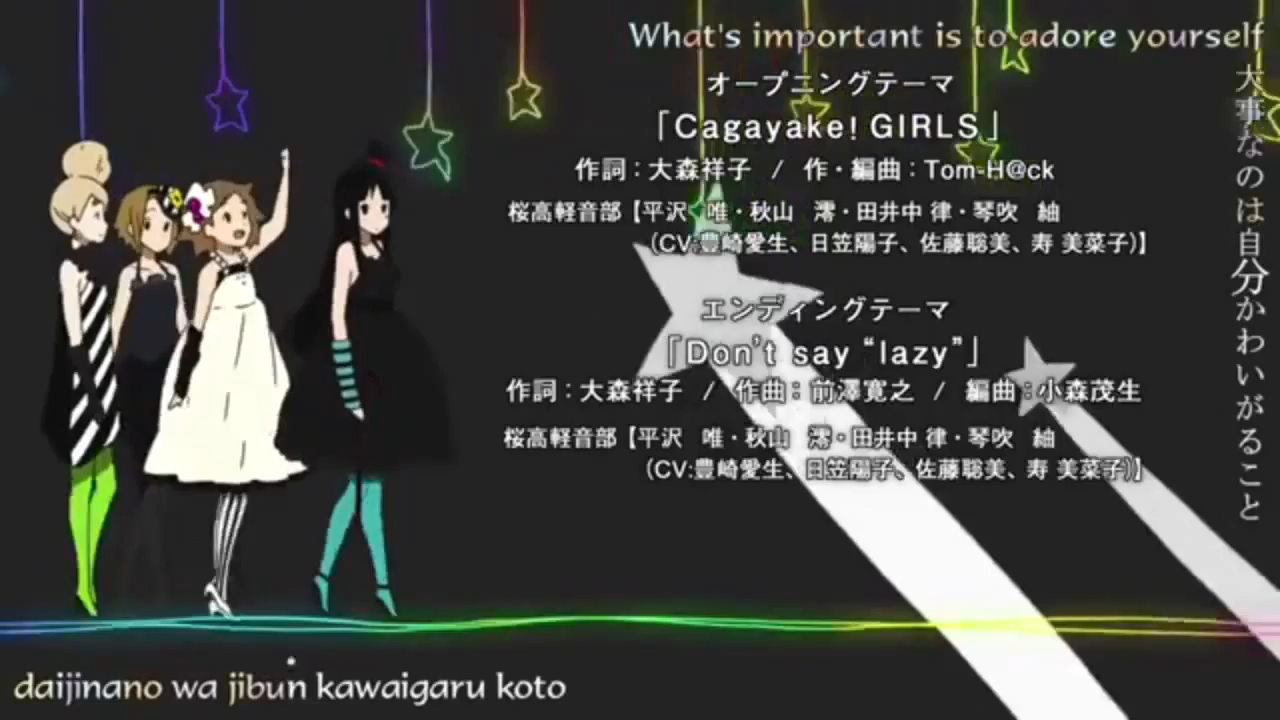 What's important is to adore yourself
オープニングテーマ
「Cagayake! GIRLS」
作詞：大森祥子 / 作・編曲：Tom-H@ck
桜高軽音部【平沢 唯・秋山 澪・田井中 律・琴吹 紬
（CV:豊崎愛生、日笠陽子、佐藤聡美、寿 美菜子）】
エンディングテーマ
「Don't say “lazy”」
作詞：大森祥子 / 作曲：前澤寛之 / 編曲：小森茂生
桜高軽音部【平沢 唯・秋山 澪・田井中 律・琴吹 紬
（CV:豊崎愛生、日笠陽子、佐藤聡美、寿 美菜子）】
大事なのは自分かわいがること
daijinano wa jibun kawaigaru koto